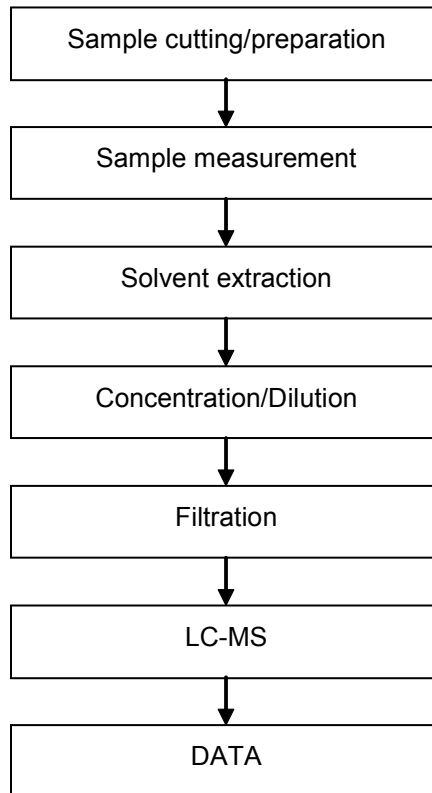 Sample cutting/preparation
Sample measurement
Solvent extraction
Concentration/Dilution
Filtration
LC-MS
DATA